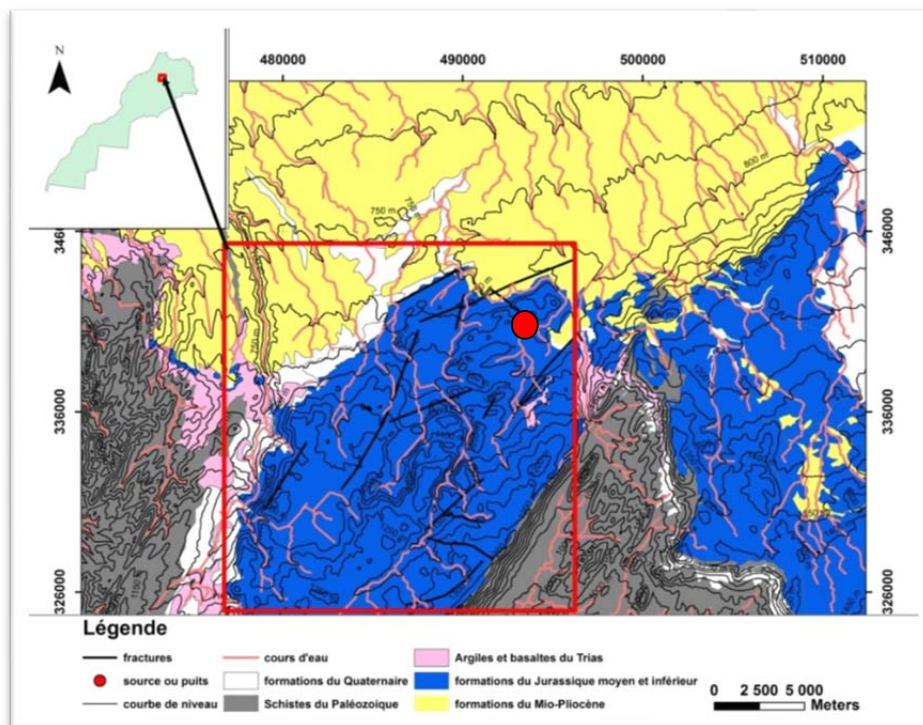 N
480000 490000 500000 510000
800 m
750 m
750 m
346000
336000 336000
326000 326000
Légende
fractures
cours d'eau
Argiles et basaltes du Trias
source ou puits
formations du Quaternaire
formations du Jurassique moyen et inférieur
courbe de niveau
Schistes du Paléozoique
formations du Mio-Pliocène
0 2 500 5 000
Meters